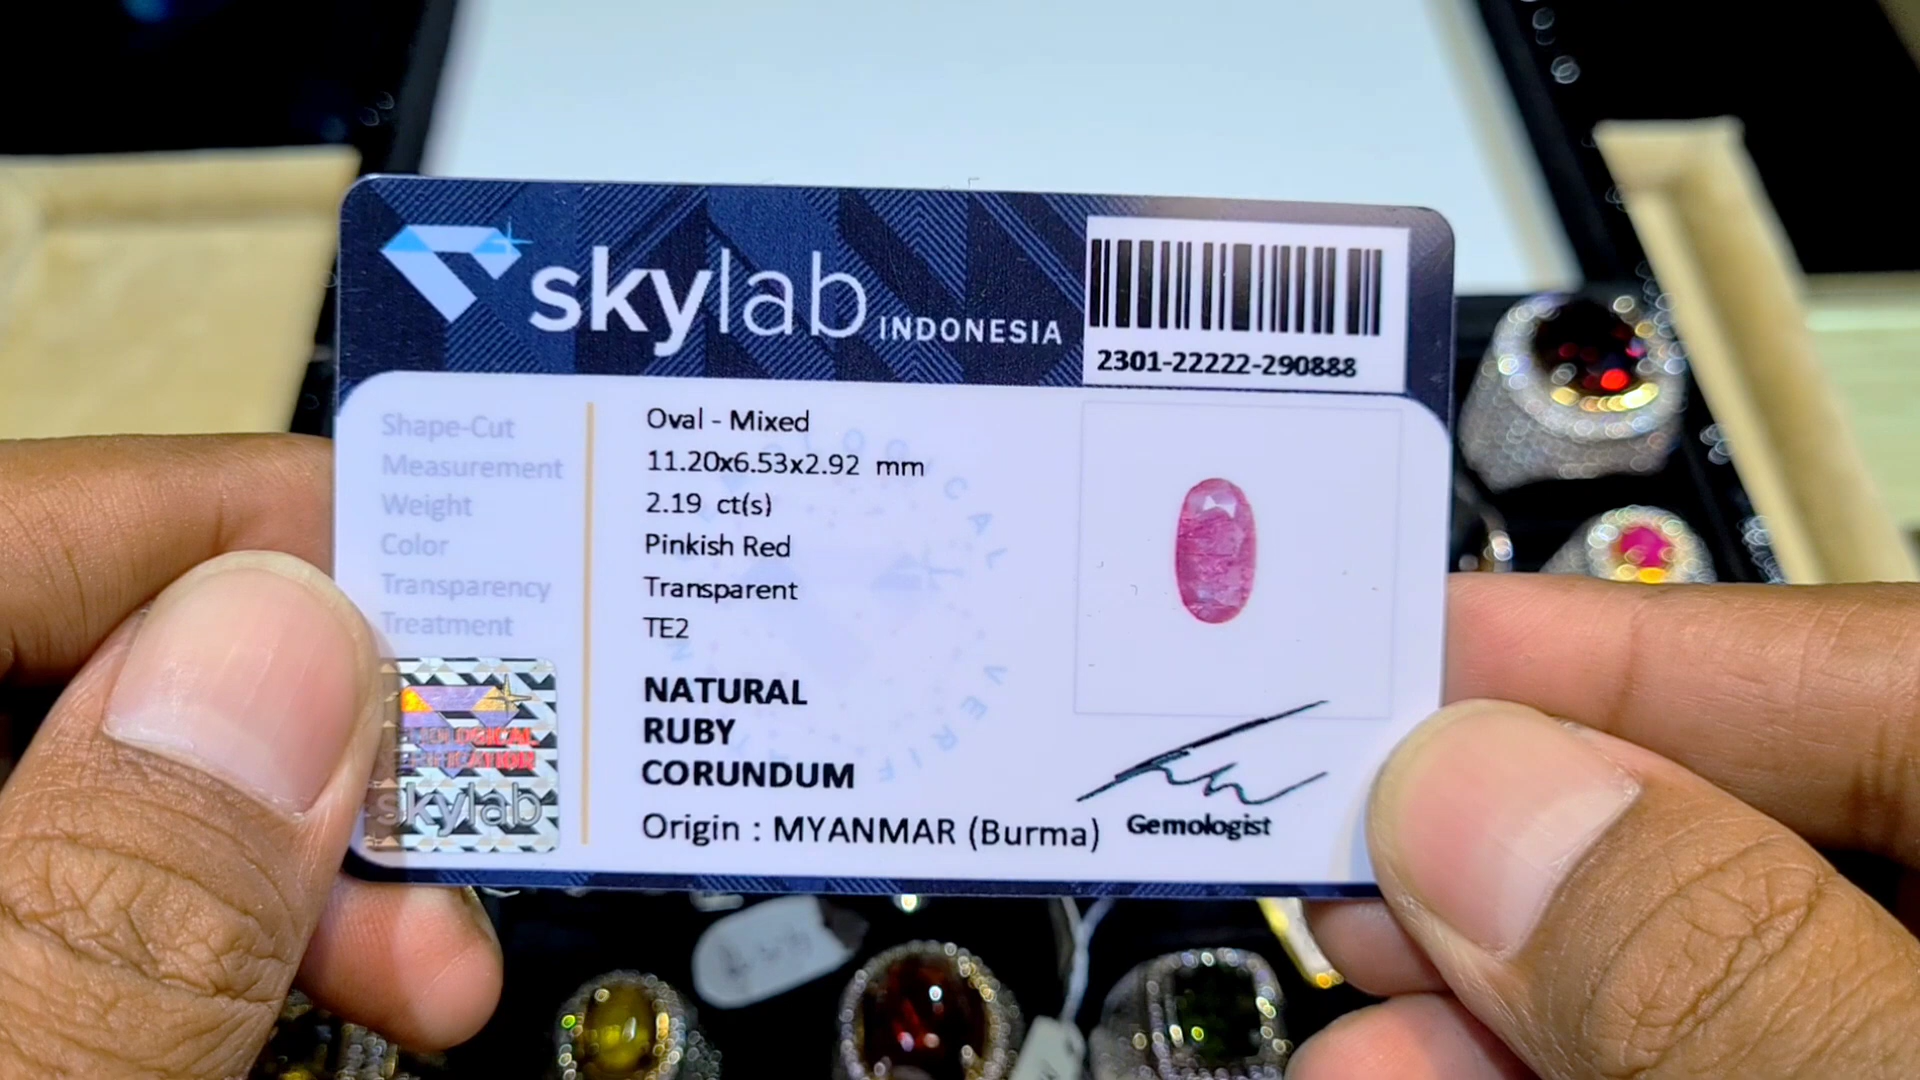 skylab INDONESIA
2301-22222-290888
Shape-Cut Oval - Mixed
Measurement 11.20x6.53x2.92 mm
Weight 2.19 ct(s)
Color Pinkish Red
Transparency Transparent
Treatment TE2
NATURAL
RUBY
CORUNDUM
Origin : MYANMAR (Burma)
Gemologist
skylab